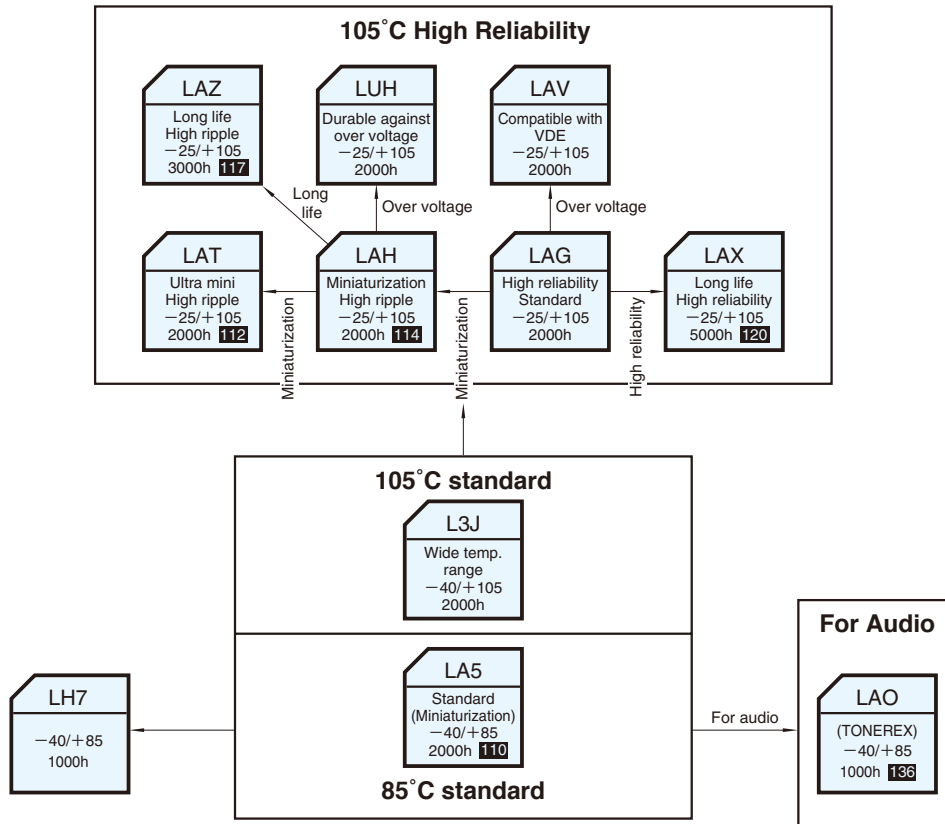 105°C High Reliability
LAZ
Long life
High ripple
−25/+105
3000h 117
LUH
Durable against
over voltage
−25/+105
2000h
LAV
Compatible with
VDE
−25/+105
2000h
Long
life
Over voltage
Over voltage
LAT
Ultra mini
High ripple
−25/+105
2000h 112
Miniaturization
LAH
Miniaturization
High ripple
−25/+105
2000h 114
Miniaturization
LAG
High reliability
Standard
−25/+105
2000h
High reliability
LAX
Long life
High reliability
−25/+105
5000h 120
105°C standard
L3J
Wide temp.
range
−40/+105
2000h
LH7
−40/+85
1000h
LA5
Standard
(Miniaturization)
−40/+85
2000h 110
85°C standard
For audio
For Audio
LAO
(TONEREX)
−40/+85
1000h 136